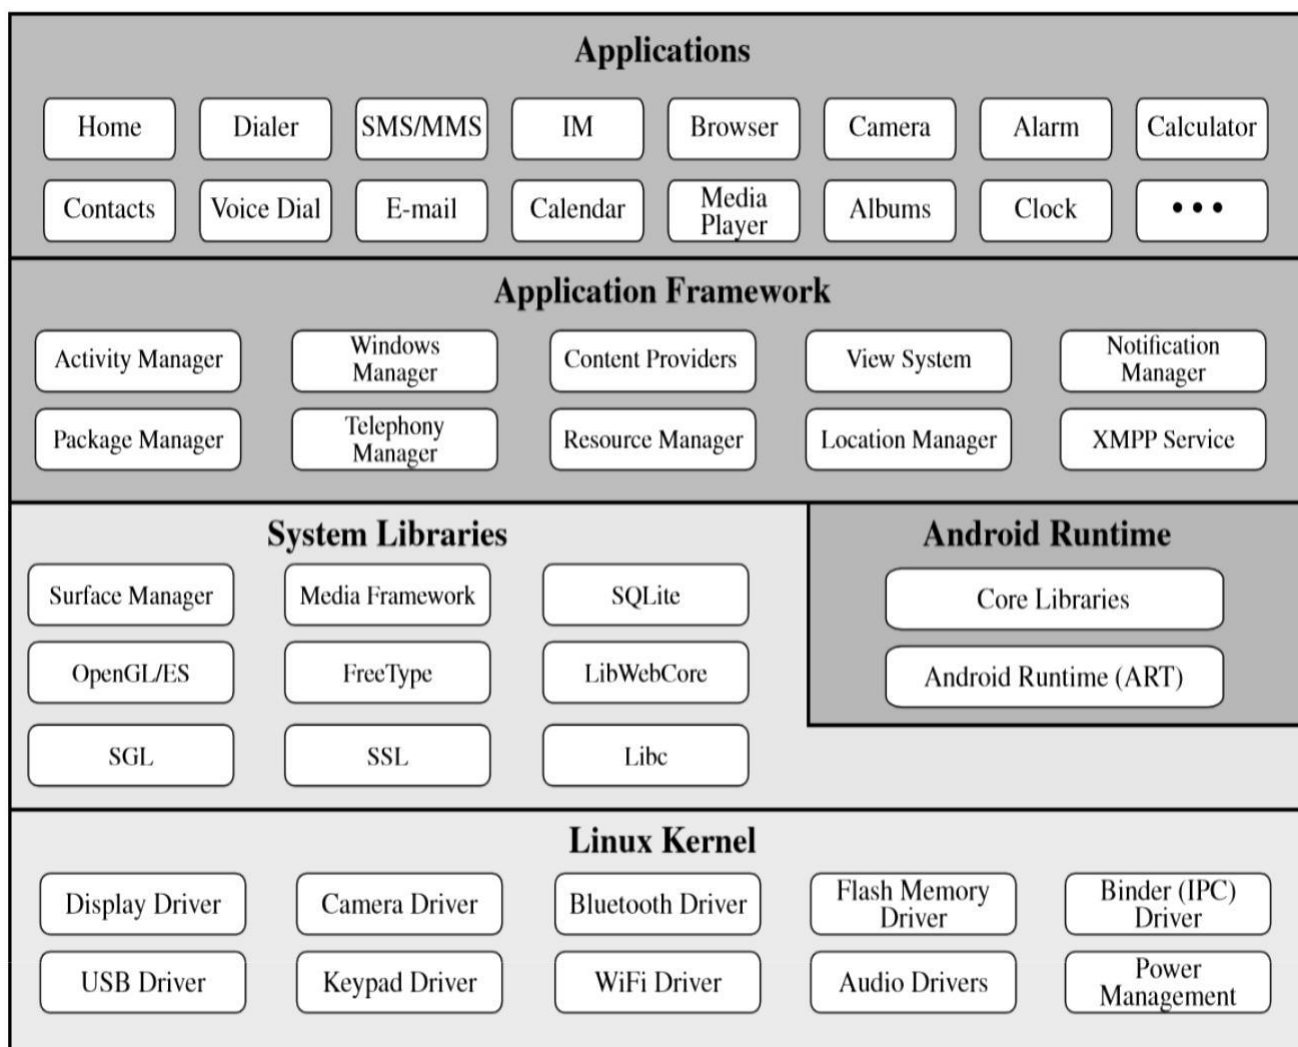 Applications
Home
Dialer
SMS/MMS
IM
Browser
Camera
Alarm
Calculator
Contacts
Voice Dial
E-mail
Calendar
Media
Player
Albums
Clock
•••
Application Framework
Activity Manager
Windows
Manager
Content Providers
View System
Notification
Manager
Package Manager
Telephony
Manager
Resource Manager
Location Manager
XMPP Service
System Libraries
Surface Manager
Media Framework
SQLite
OpenGL/ES
FreeType
LibWebCore
SGL
SSL
Libc
Android Runtime
Core Libraries
Android Runtime (ART)
Linux Kernel
Display Driver
Camera Driver
Bluetooth Driver
Flash Memory
Driver
Binder (IPC)
Driver
USB Driver
Keypad Driver
WiFi Driver
Audio Drivers
Power
Management